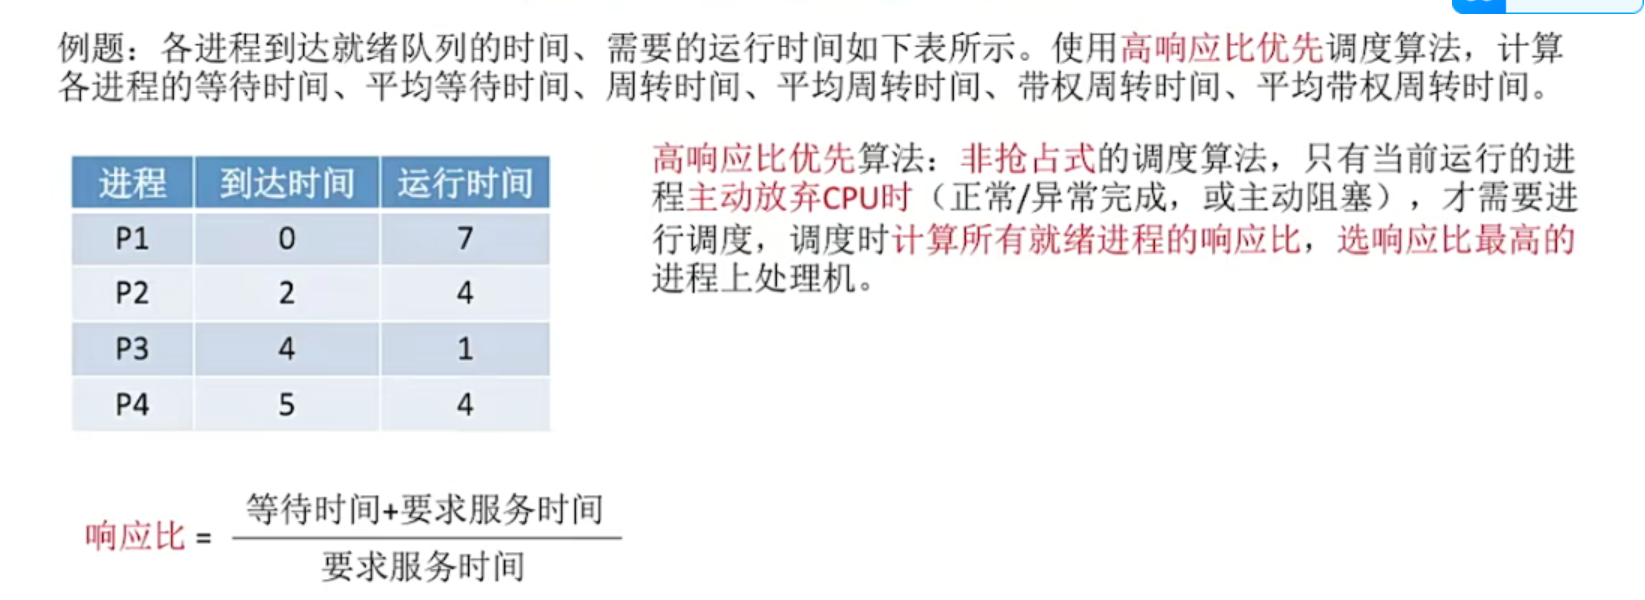 例题：各进程到达就绪队列的时间、需要的运行时间如下表所示。使用高响应比优先调度算法，计算
各进程的等待时间、平均等待时间、周转时间、平均周转时间、带权周转时间、平均带权周转时间。
进程 到达时间 运行时间
P1 0 7
P2 2 4
P3 4 1
P4 5 4
高响应比优先算法：非抢占式的调度算法，只有当前运行的进
程主动放弃CPU时（正常/异常完成，或主动阻塞），才需要进
行调度，调度时计算所有就绪进程的响应比，选响应比最高的
进程上处理机。
响应比 =
等待时间+要求服务时间
要求服务时间